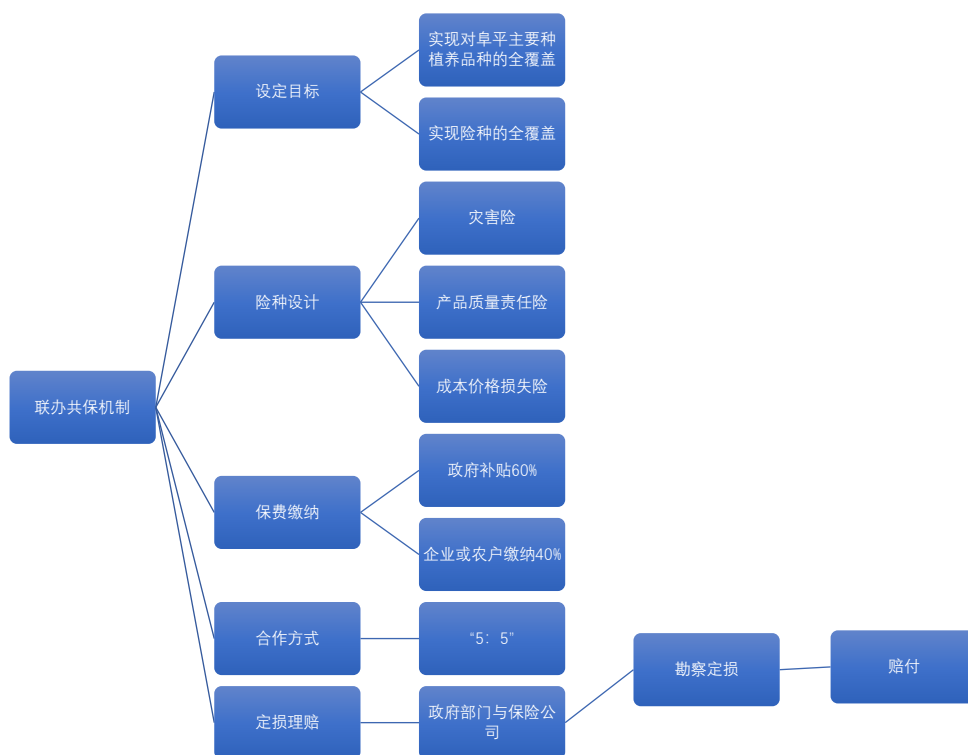 联办共保机制
设定目标
实现对阜平主要种
植养品种的全覆盖
实现险种的全覆盖
险种设计
灾害险
产品质量责任险
成本价格损失险
保费缴纳
政府补贴60%
企业或农户缴纳40%
合作方式
“5：5”
定损理赔
政府部门与保险公
司
勘察定损
赔付